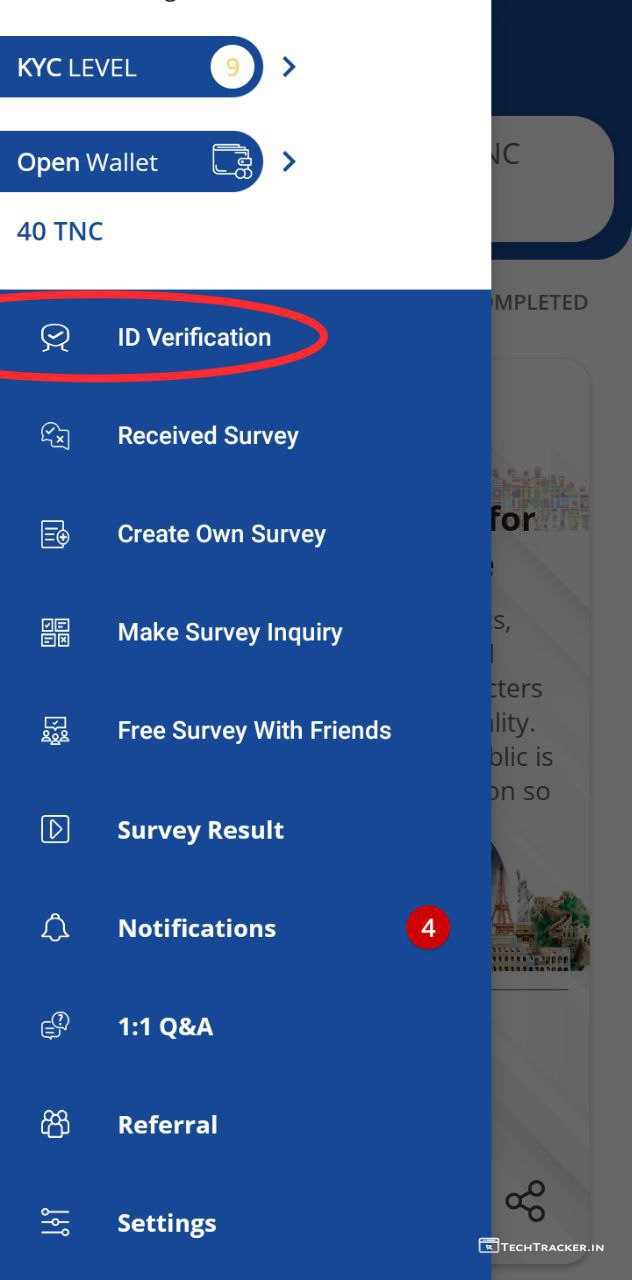 KYC LEVEL 9
Open Wallet
40 TNC
NC
MPLETED
ID Verification
Received Survey
Create Own Survey
Make Survey Inquiry
Free Survey With Friends
Survey Result
Notifications 4
1:1 Q&A
Referral
Settings
for
s,
cters
lity.
blic is
on so
TECHTRACKER.IN